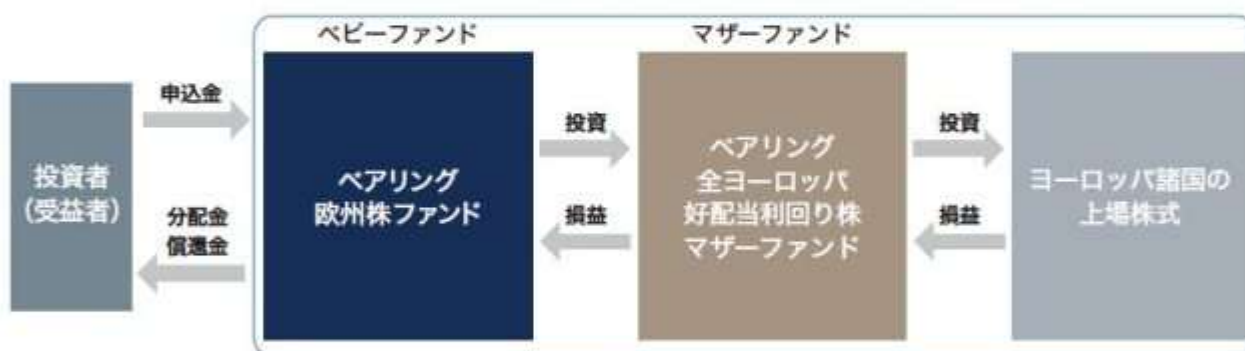 ベビーファンド
マザーファンド
申込金
投資者
(受益者)
分配金
償還金
ベアリング
欧州株ファンド
投資
損益
ベアリング
全ヨーロッパ
好配当利回り株
マザーファンド
投資
損益
ヨーロッパ諸国の
上場株式